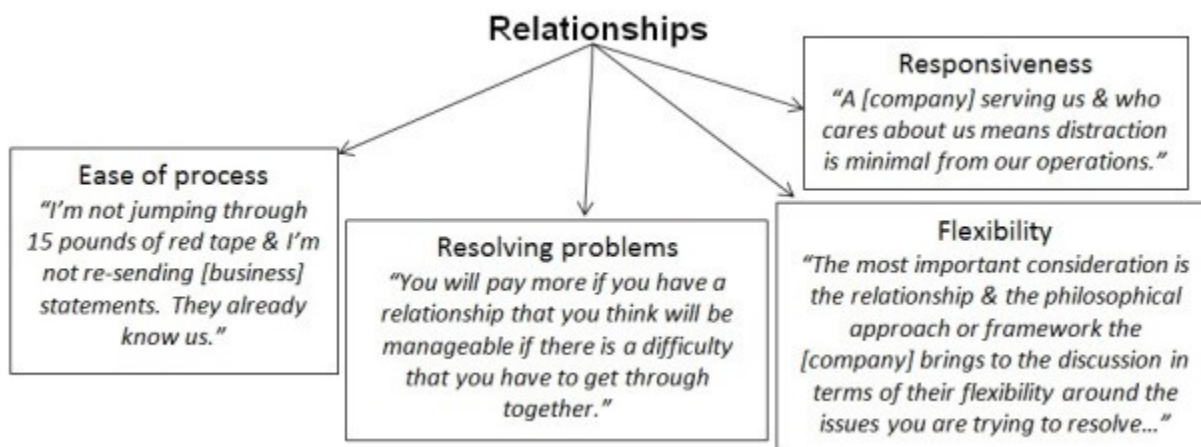 Relationships
Responsiveness
“A [company] serving us & who
cares about us means distraction
is minimal from our operations.”
Ease of process
“I’m not jumping through
15 pounds of red tape & I’m
not re-sending [business]
statements.  They already
know us.”
Resolving problems
“You will pay more if you have a
relationship that you think will be
manageable if there is a difficulty
that you have to get through
together.”
Flexibility
“The most important consideration is
the relationship & the philosophical
approach or framework the
[company] brings to the discussion in
terms of their flexibility around the
issues you are trying to resolve…”